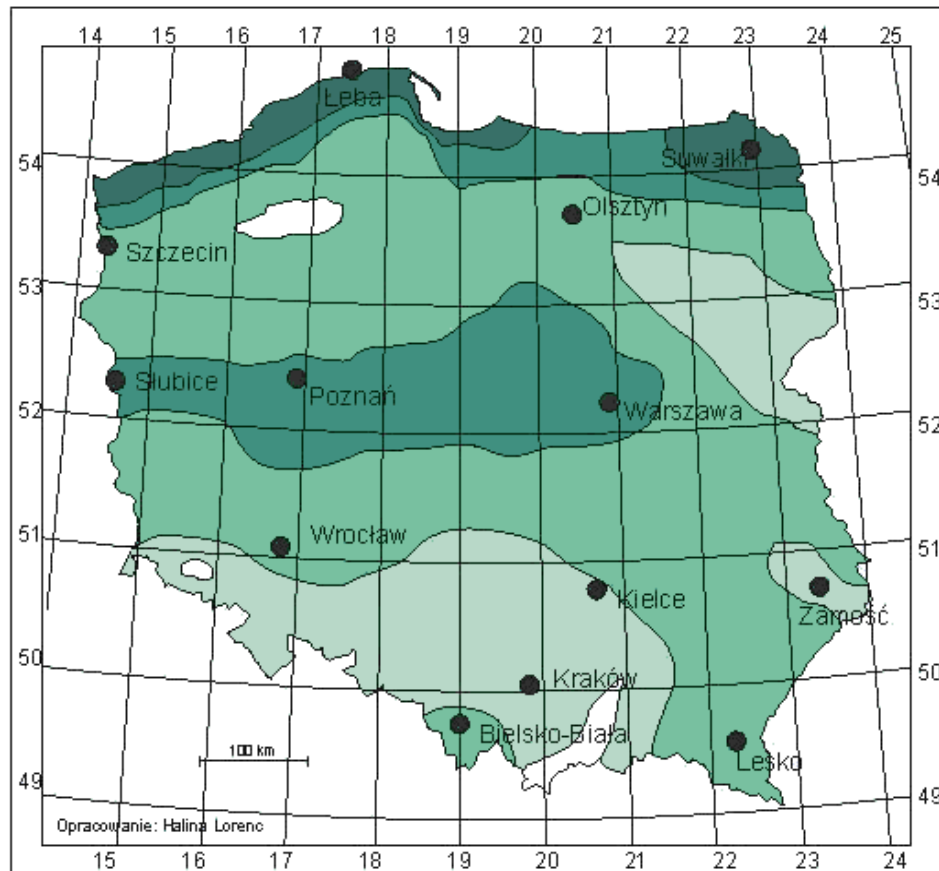 14 15 16 17 18 19 20 21 22 23 24 25
Łeba
54
Suwałki
54
Olsztyn
Szczecin
53
53
Słubice
Poznań
Warszawa
52
52
Wrocław
51
51
Kielce
Zamość
50
50
Kraków
Bielsko-Biała
Lesko
100 km
49
49
Opracowanie: Halina Lorenc
15 16 17 18 19 20 21 22 23 24